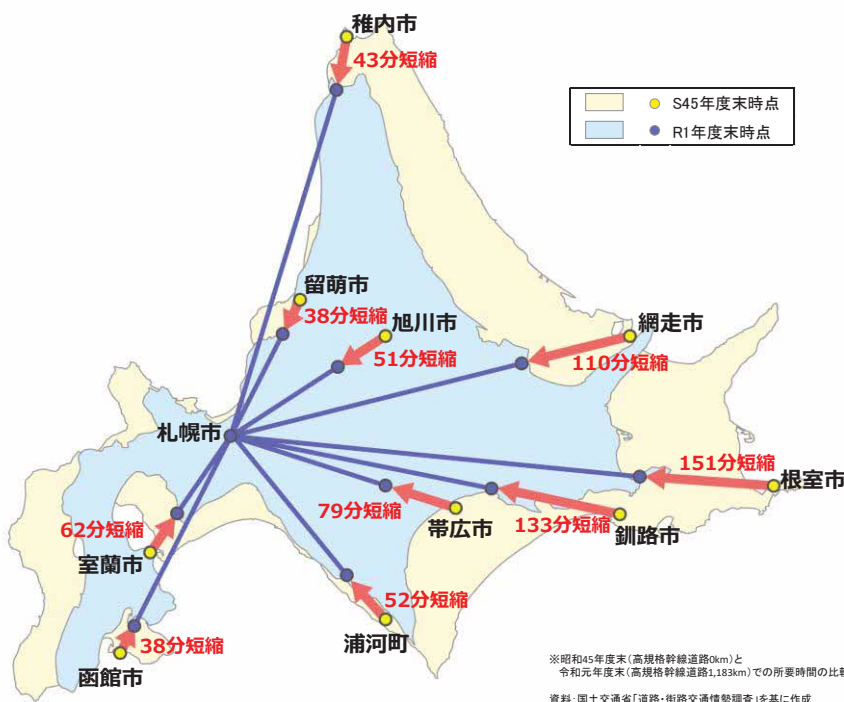 稚内市
43分短縮
S45年度末時点
R1年度末時点
留萌市
38分短縮
旭川市
51分短縮
網走市
110分短縮
札幌市
151分短縮
根室市
79分短縮
帯広市
133分短縮
釧路市
62分短縮
室蘭市
52分短縮
浦河町
38分短縮
函館市
※昭和45年度末(高規格幹線道路0km)と
令和元年度末(高規格幹線道路1,183km)での所要時間の比較
資料:国土交通省「道路・街路交通情勢調査」を基に作成